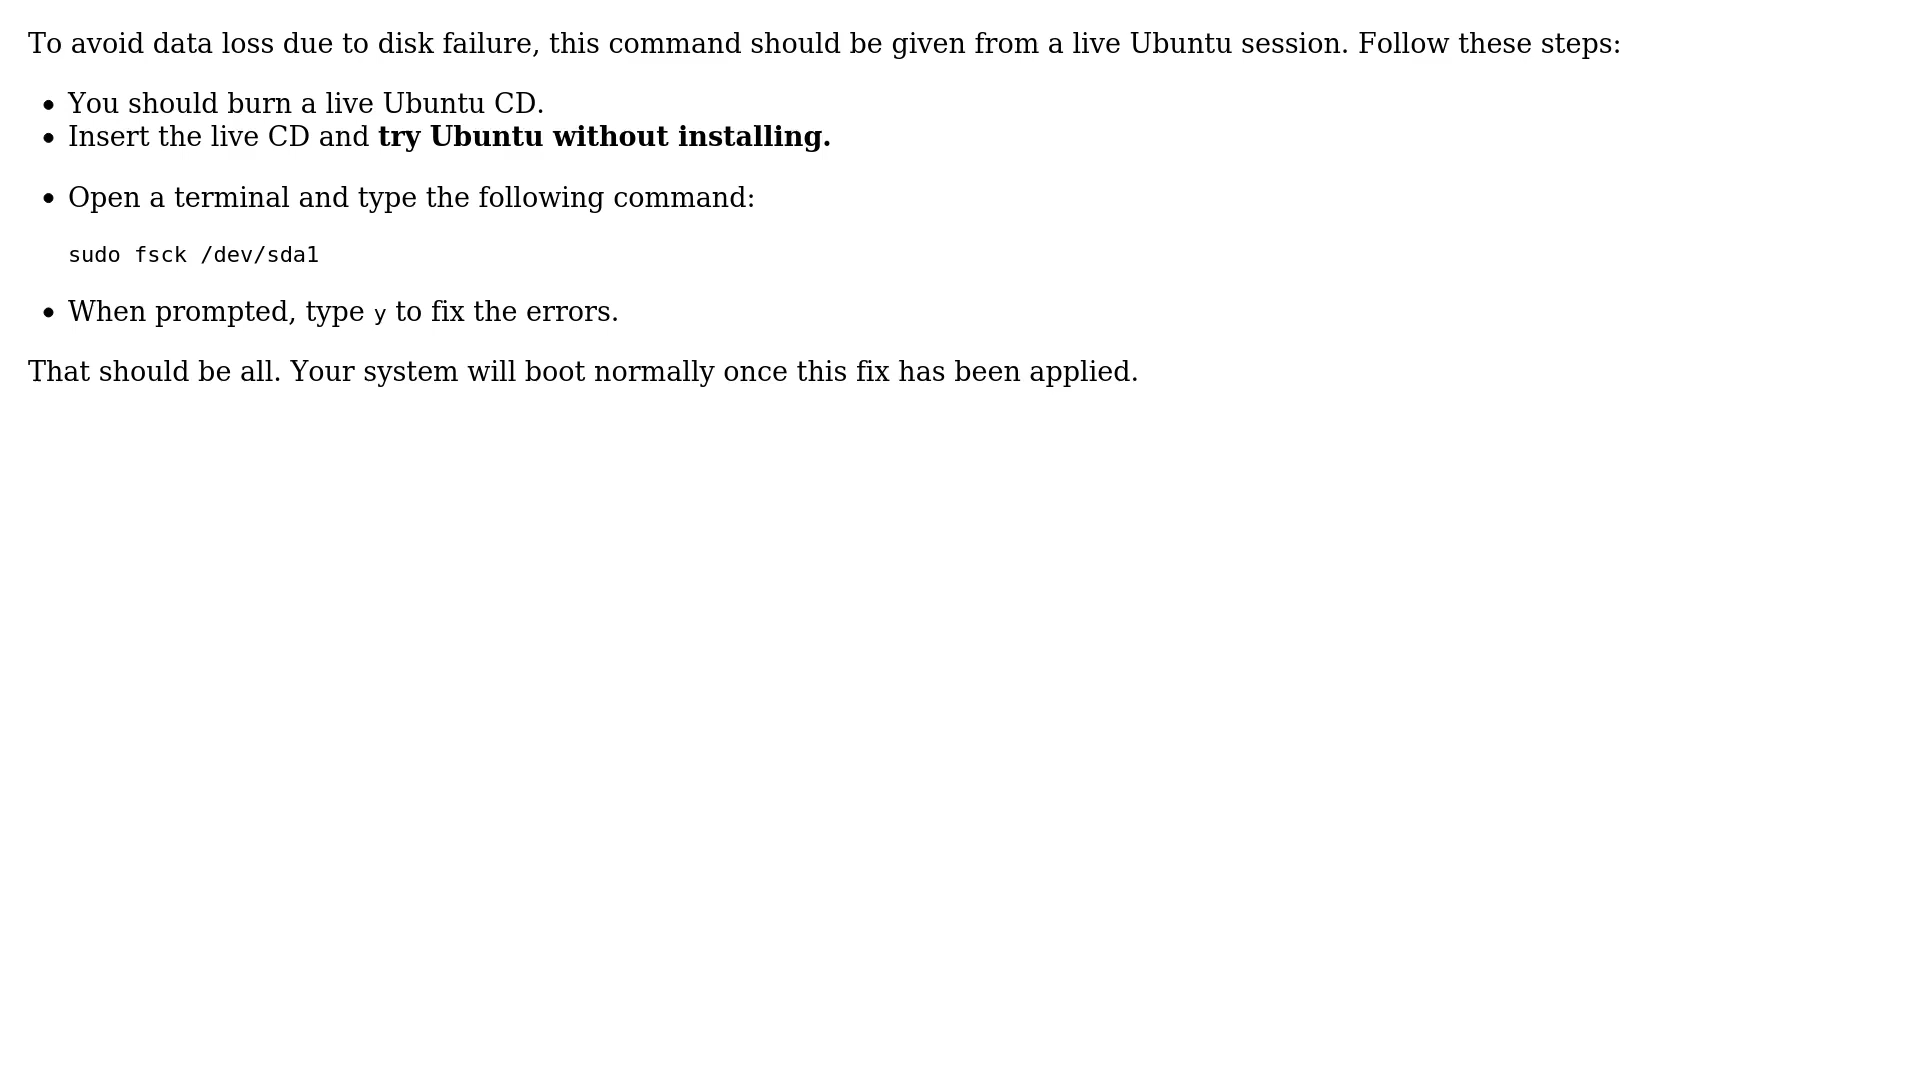 To avoid data loss due to disk failure, this command should be given from a live Ubuntu session. Follow these steps:
• You should burn a live Ubuntu CD.
• Insert the live CD and try Ubuntu without installing.
• Open a terminal and type the following command:
sudo fsck /dev/sda1
• When prompted, type y to fix the errors.
That should be all. Your system will boot normally once this fix has been applied.